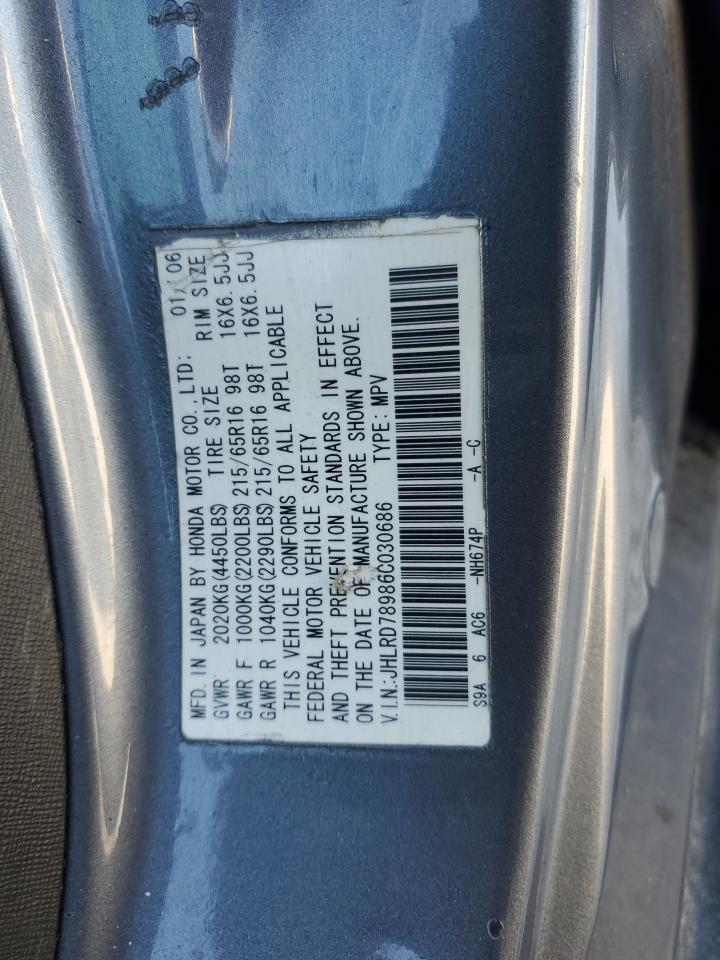 MFD. IN JAPAN BY HONDA MOTOR CO. LTD: 01/06
GVWR 2020KG(4450LBS) TIRE SIZE RIM SIZE
GAWR F 1000KG(2200LBS) 215/65R16 98T 16X6.5JJ
GAWR R 1040KG(2290LBS) 215/65R16 98T 16X6.5JJ
THIS VEHICLE CONFORMS TO ALL APPLICABLE
FEDERAL MOTOR VEHICLE SAFETY
AND THEFT PREVENTION STANDARDS IN EFFECT
ON THE DATE OF MANUFACTURE SHOWN ABOVE.
V.I.N.:JHLRD78986C030686 TYPE: MPV
S9A 6 AC6 -NH674P -A -C